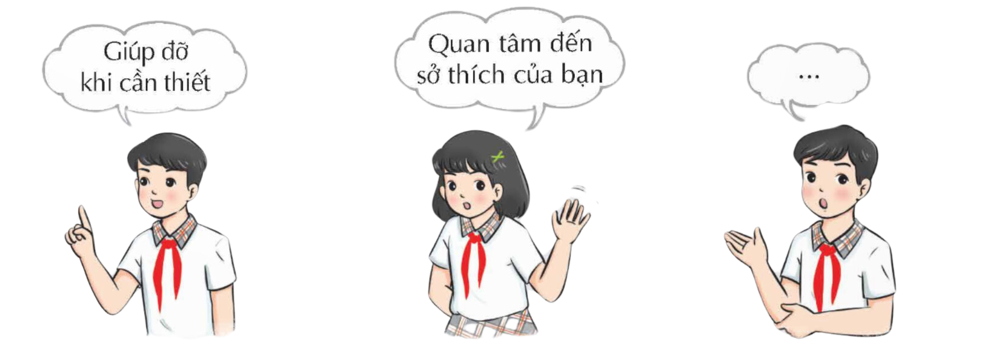 Giúp đỡ
khi cần thiết
Quan tâm đến
sở thích của bạn
...